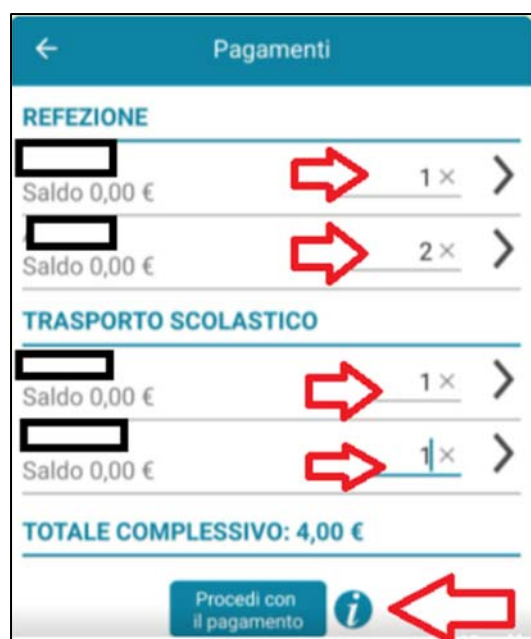 Pagamenti
REFEZIONE
1 ×
Saldo 0,00 €
2 ×
Saldo 0,00 €
TRASPORTO SCOLASTICO
1 ×
Saldo 0,00 €
1 ×
Saldo 0,00 €
TOTALE COMPLESSIVO: 4,00 €
Procedi con
il pagamento
i